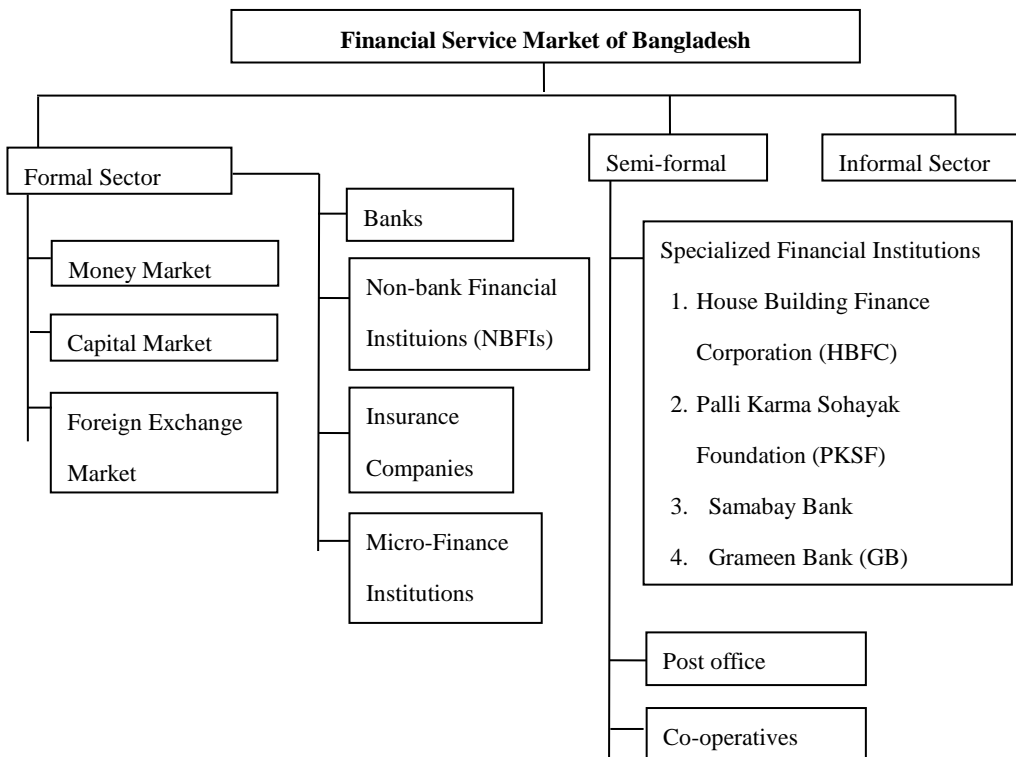 Financial Service Market of Bangladesh
Formal Sector
Semi-formal
Informal Sector
Money Market
Capital Market
Foreign Exchange
Market
Banks
Non-bank Financial
Instituions (NBFIs)
Insurance
Companies
Micro-Finance
Institutions
Specialized Financial Institutions
1. House Building Finance
Corporation (HBFC)
2. Palli Karma Sohayak
Foundation (PKSF)
3. Samabay Bank
4. Grameen Bank (GB)
Post office
Co-operatives